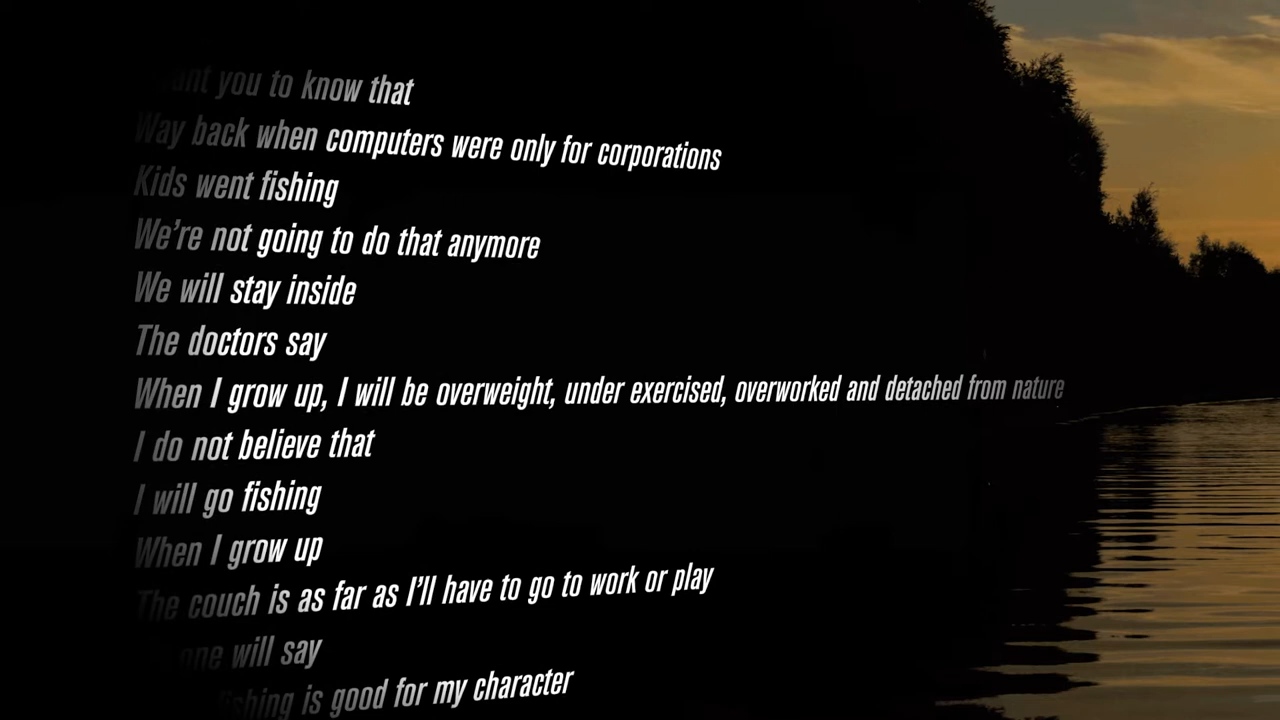 want you to know that
Way back when computers were only for corporations
Kids went fishing
We're not going to do that anymore
We will stay inside
The doctors say
When I grow up, I will be overweight, under exercised, overworked and detached from nature
I do not believe that
I will go fishing
When I grow up
The couch is as far as I'll have to go to work or play
one will say
fishing is good for my character